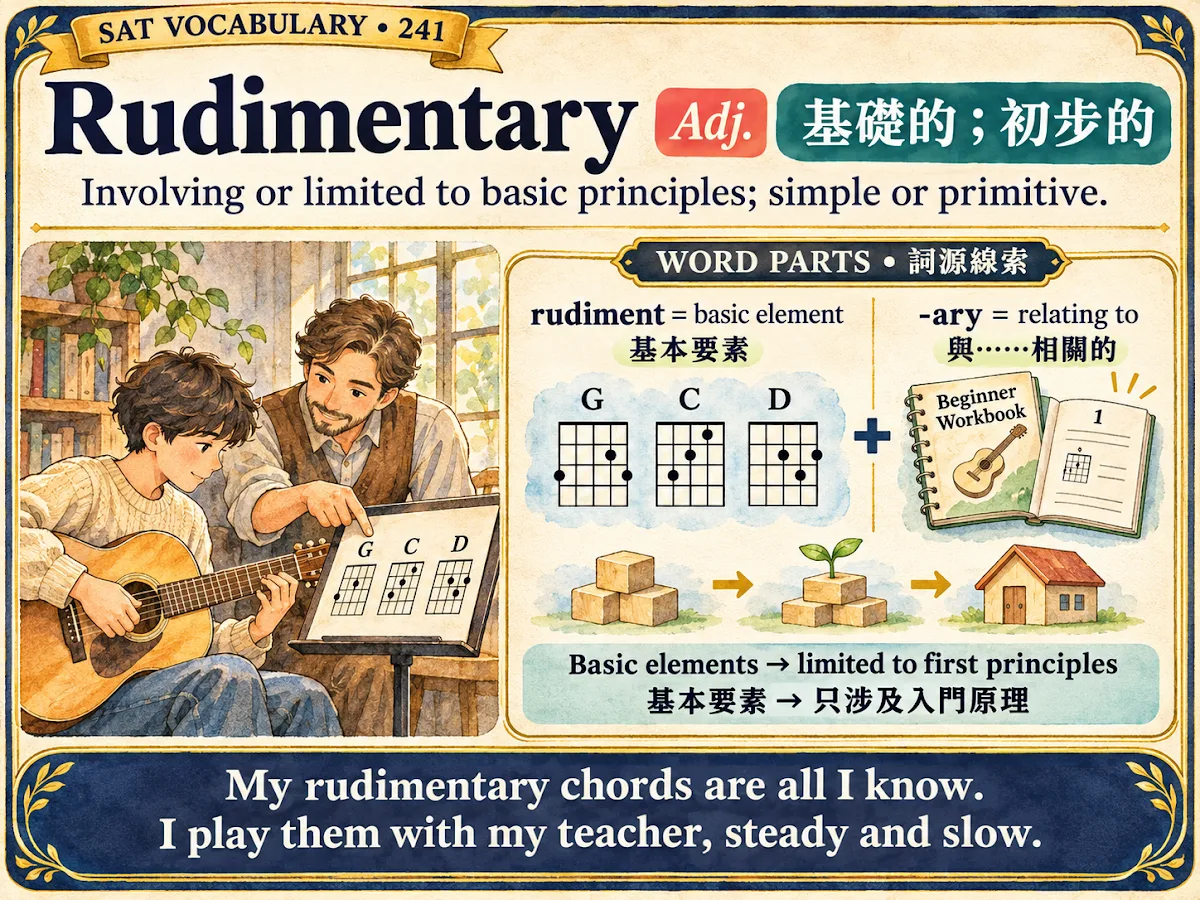 SAT VOCABULARY • 241
Rudimentary Adj. 基礎的；初步的
Involving or limited to basic principles; simple or primitive.
WORD PARTS • 詞源線索
rudiment = basic element
基本要素
-ary = relating to
與……相關的
G C D
Beginner
Workbook
1
G C D
Basic elements → limited to first principles
基本要素 → 只涉及入門原理
My rudimentary chords are all I know.
I play them with my teacher, steady and slow.